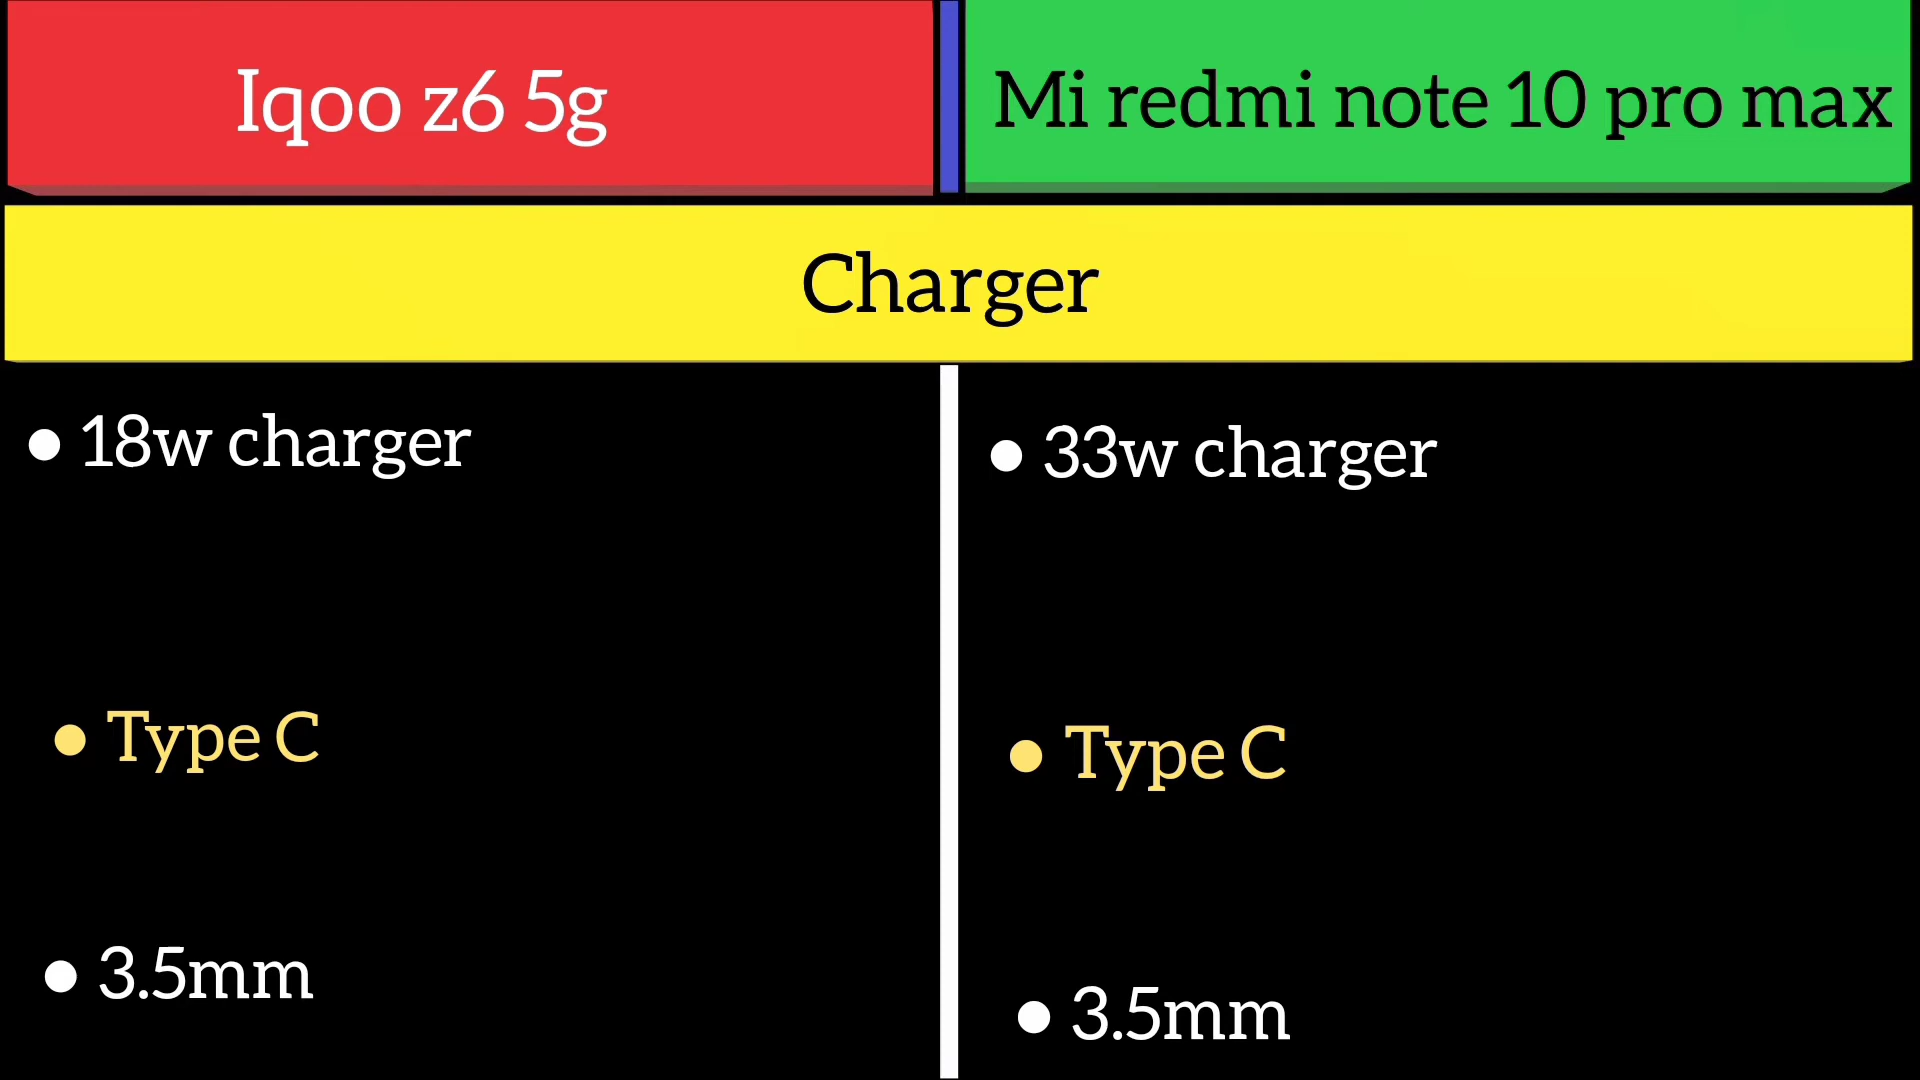 Iqoo z6 5g
Mi redmi note 10 pro max
Charger
• 18w charger
• Type C
• 3.5mm
• 33w charger
• Type C
• 3.5mm